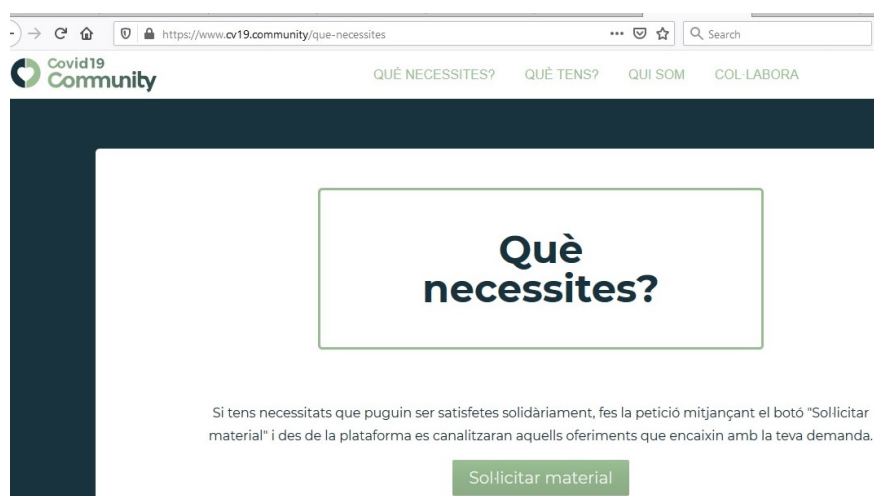 https://www.cv19.community/que-necessites
Search
Covid19
Community
QUÈ NECESSITES? QUÈ TENS? QUI SOM COL·LABORA
Què
necessites?
Si tens necessitats que puguin ser satisfetes solidàriament, fes la petició mitjançant el botó "Sol·licitar
material" i des de la plataforma es canalitzaran aquells oferiments que encaixin amb la teva demanda.
Sol·licitar material